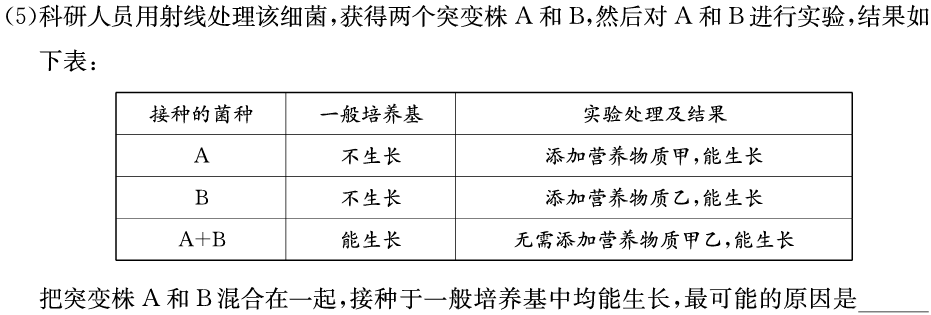 (5)科研人员用射线处理该细菌,获得两个突变株 A 和 B,然后对 A 和 B 进行实验,结果如
下表:
接种的菌种 一般培养基 实验处理及结果
A 不生长 添加营养物质甲,能生长
B 不生长 添加营养物质乙,能生长
A+B 能生长 无需添加营养物质甲乙,能生长
把突变株 A 和 B 混合在一起,接种于一般培养基中均能生长,最可能的原因是______